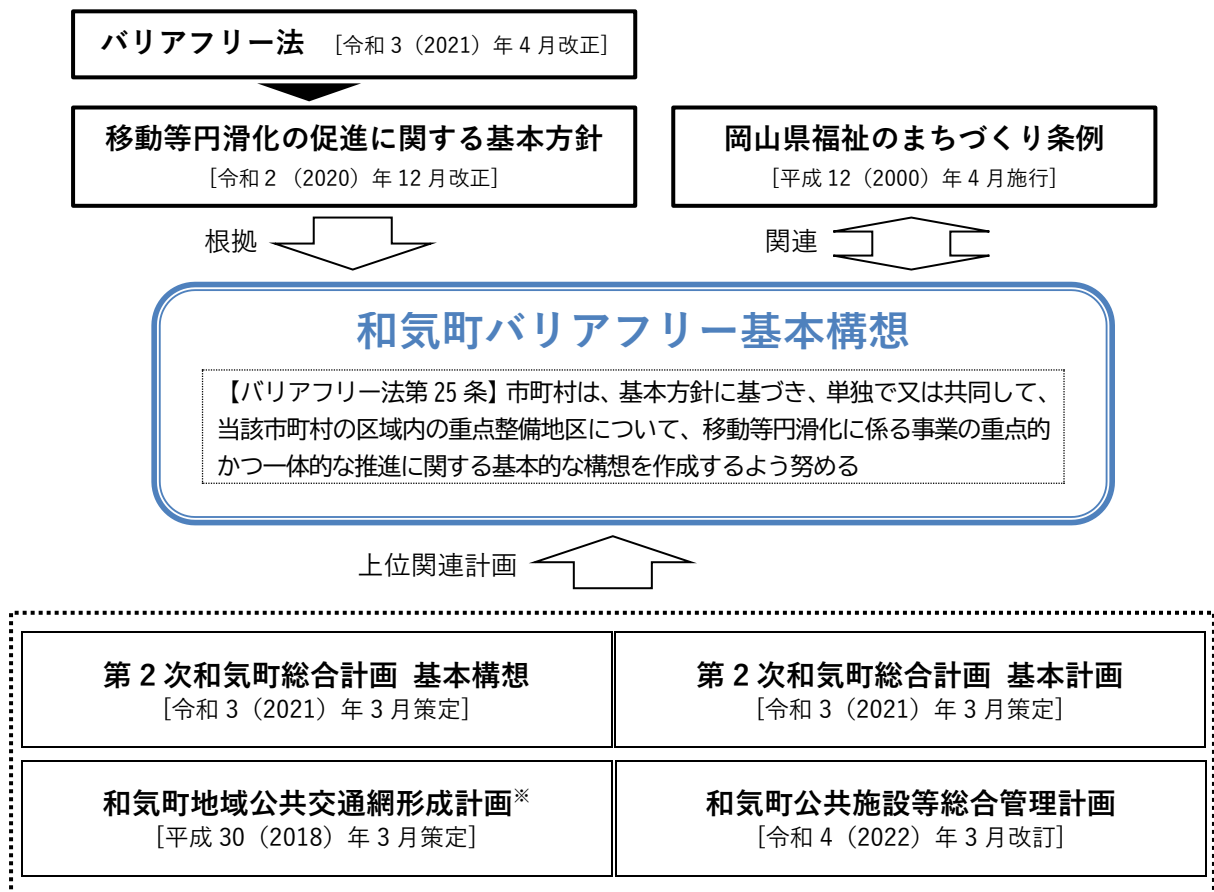 バリアフリー法 [令和3（2021）年4月改正]
移動等円滑化の促進に関する基本方針
[令和2（2020）年12月改正]
岡山県福祉のまちづくり条例
[平成12（2000）年4月施行]
根拠
関連
和気町バリアフリー基本構想
【バリアフリー法第25条】市町村は、基本方針に基づき、単独で又は共同して、
当該市町村の区域内の重点整備地区について、移動等円滑化に係る事業の重点的
かつ一体的な推進に関する基本的な構想を作成するよう努める
上位関連計画
第2次和気町総合計画 基本構想
[令和3（2021）年3月策定]
第2次和気町総合計画 基本計画
[令和3（2021）年3月策定]
和気町地域公共交通網形成計画※
[平成30（2018）年3月策定]
和気町公共施設等総合管理計画
[令和4（2022）年3月改訂]